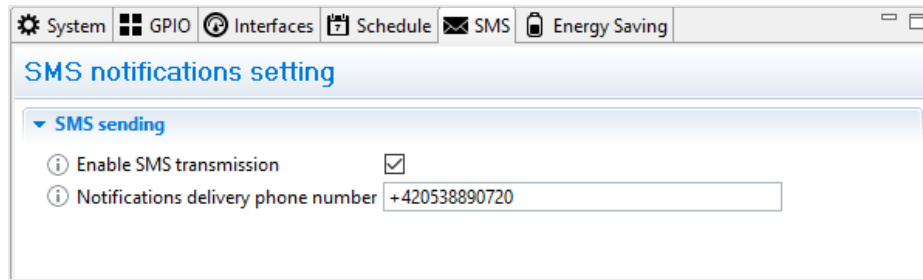 System GPIO Interfaces 7 Schedule SMS Energy Saving
SMS notifications setting
SMS sending
i Enable SMS transmission
i Notifications delivery phone number +420538890720